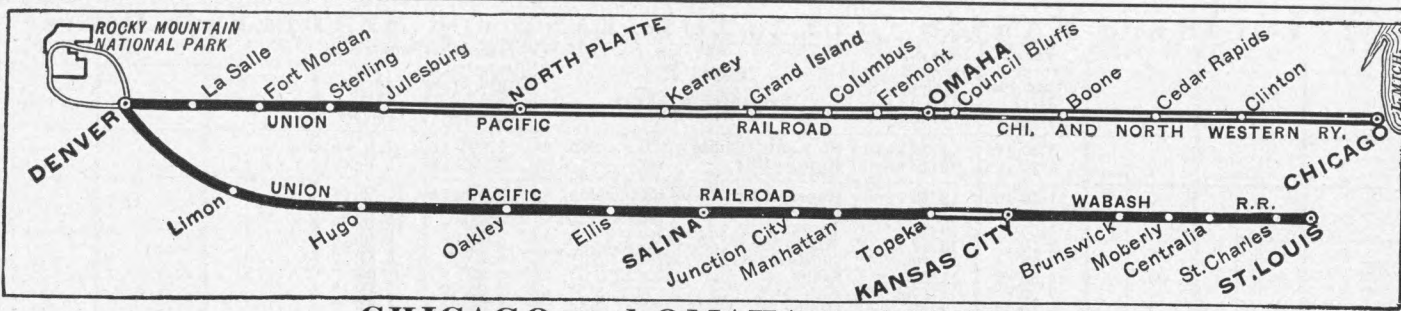 ROCKY MOUNTAIN
NATIONAL PARK
DENVER
La Salle
Fort Morgan
Sterling
Julesburg
NORTH PLATTE
Kearney
Grand Island
Columbus
Fremont
OMAHA
Council Bluffs
Boone
Cedar Rapids
Clinton
CHICAGO
UNION PACIFIC RAILROAD CHI. AND NORTH WESTERN RY.
UNION PACIFIC RAILROAD WABASH R.R.
Limon
Hugo
Oakley
Ellis
SALINA
Junction City
Manhattan
Topeka
KANSAS CITY
Brunswick
Moberly
Centralia
St. Charles
ST. LOUIS